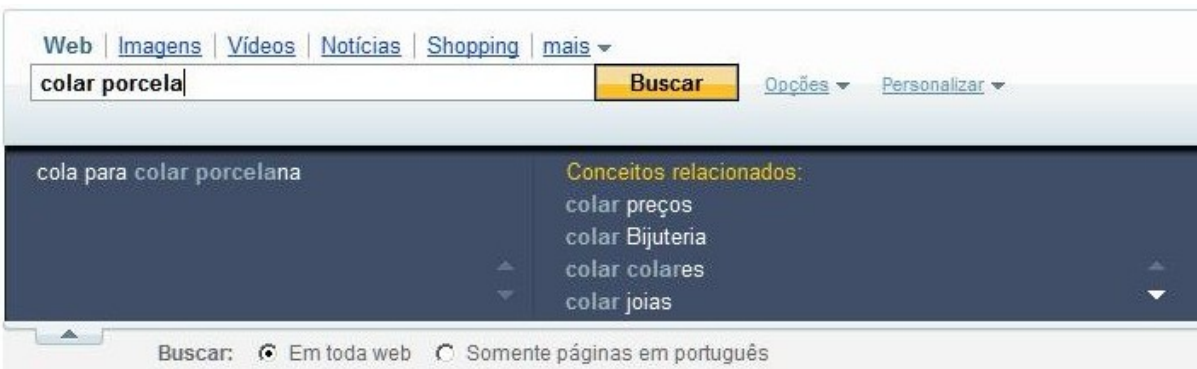 Web | Imagens | Vídeos | Notícias | Shopping | mais
colar porcela
Buscar
Opções
Personalizar
cola para colar porcelana
Conceitos relacionados:
colar preços
colar Bijuteria
colar colares
colar joias
Buscar: Em toda web Somente páginas em português